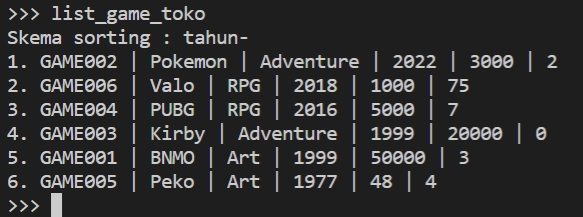 >>> list_game_toko
Skema sorting : tahun-
1. GAME002 | Pokemon | Adventure | 2022 | 3000 | 2
2. GAME006 | Valo | RPG | 2018 | 1000 | 75
3. GAME004 | PUBG | RPG | 2016 | 5000 | 7
4. GAME003 | Kirby | Adventure | 1999 | 20000 | 0
5. GAME001 | BNMO | Art | 1999 | 50000 | 3
6. GAME005 | Peko | Art | 1977 | 48 | 4
>>>